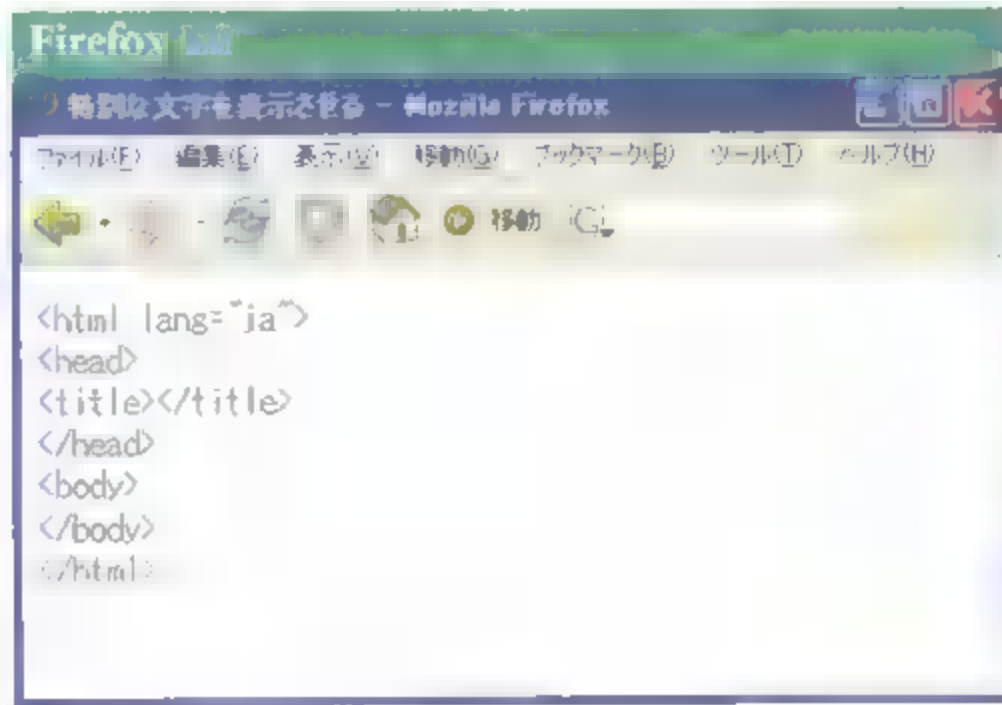 Firefox
特別な文字を表示させる - Mozilla Firefox
ファイル(F) 編集(E) 表示(V) 移動(G) ブックマーク(B) ツール(T) ヘルプ(H)
移動 G
<html lang="ja">
<head>
<title></title>
</head>
<body>
</body>
</html>